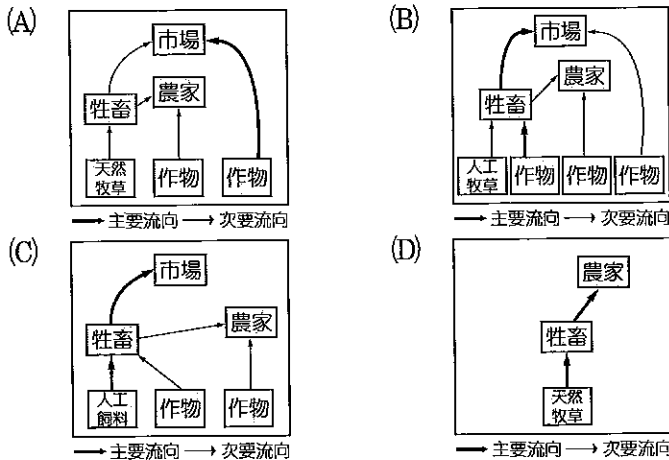 (A)
市場
農家
牲畜
天然
牧草
作物
作物
主要流向
次要流向
(B)
市場
農家
牲畜
人工
牧草
作物
作物
作物
主要流向
次要流向
(C)
市場
農家
牲畜
人工
飼料
作物
作物
主要流向
次要流向
(D)
農家
牲畜
天然
牧草
主要流向
次要流向